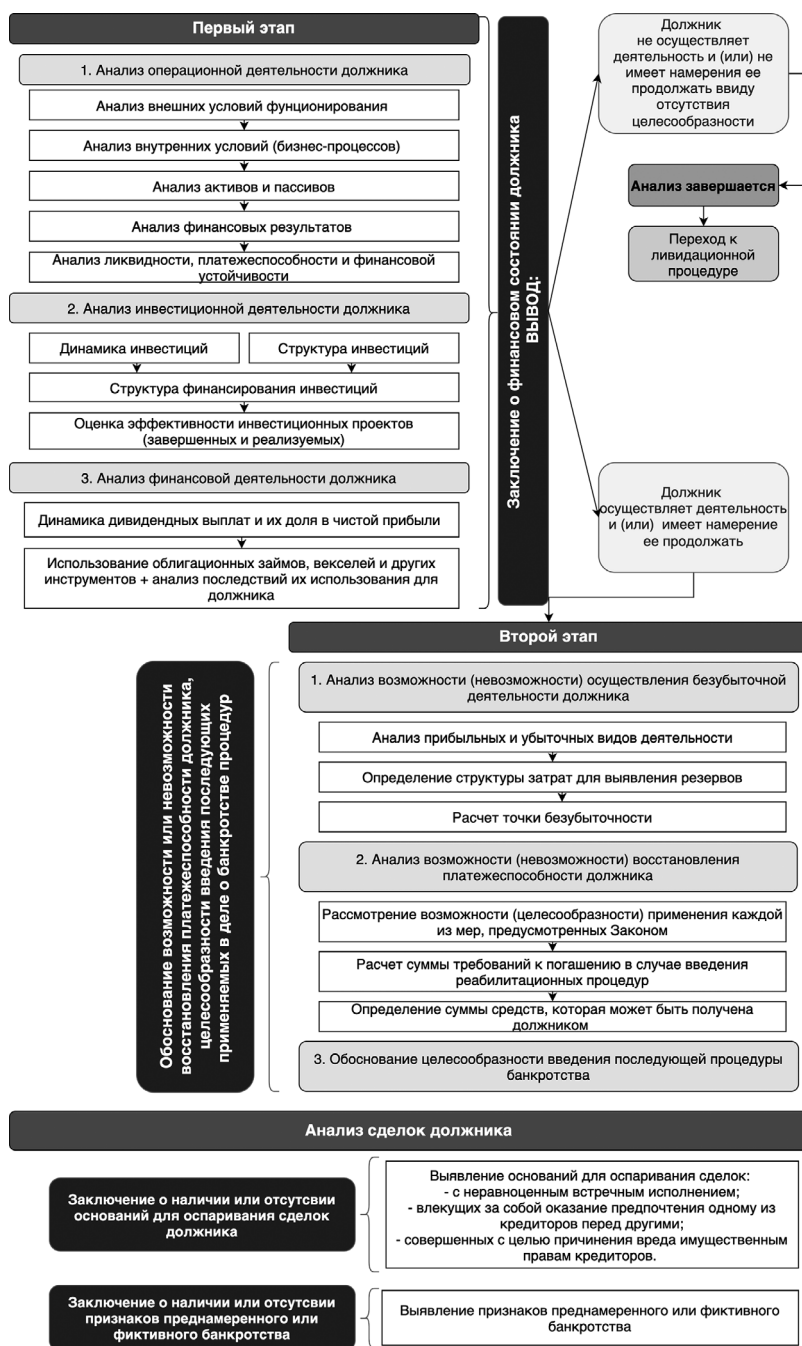 Первый этап
1. Анализ операционной деятельности должника
Анализ внешних условий фунционирования
Анализ внутренних условий (бизнес-процессов)
Анализ активов и пассивов
Анализ финансовых результатов
Анализ ликвидности, платежеспособности и финансовой
устойчивости
2. Анализ инвестиционной деятельности должника
Динамика инвестиций
Структура инвестиций
Структура финансирования инвестиций
Оценка эффективности инвестиционных проектов
(завершенных и реализуемых)
3. Анализ финансовой деятельности должника
Динамика дивидендных выплат и их доля в чистой прибыли
Использование облигационных займов, векселей и других
инструментов + анализ последствий их использования для
должника
Заключение о финансовом состоянии должника
ВЫВОД:
Должник
не осуществляет
деятельность и (или) не
имеет намерения ее
продолжать ввиду
отсутствия
целесообразности
Анализ завершается
Переход к
ливидационной
процедуре
Должник
осуществляет деятельность
и (или) имеет намерение
ее продолжать
Второй этап
Обоснование возможности или невозможности
восстановления платежеспособности должника,
целесообразности введения последующих
применяемых в деле о банкротстве процедур
1. Анализ возможности (невозможности) осуществления безубыточной
деятельности должника
Анализ прибыльных и убыточных видов деятельности
Определение структуры затрат для выявления резервов
Расчет точки безубыточности
2. Анализ возможности (невозможности) восстановления
платежеспособности должника
Рассмотрение возможности (целесообразности) применения каждой
из мер, предусмотренных Законом
Расчет суммы требований к погашению в случае введения
реабилитационных процедур
Определение суммы средств, которая может быть получена
должником
3. Обоснование целесообразности введения последующей процедуры
банкротства
Анализ сделок должника
Заключение о наличии или отсутсвии
оснований для оспаривания сделок
должника
Выявление оснований для оспаривания сделок:
- с неравноценным встречным исполнением;
- влекущих за собой оказание предпочтения одному из
кредиторов перед другими;
- совершенных с целью причинения вреда имущественным
правам кредиторов.
Заключение о наличии или отсутсвии
признаков преднамеренного или
фиктивного банкротства
Выявление признаков преднамеренного или фиктивного
банкротства